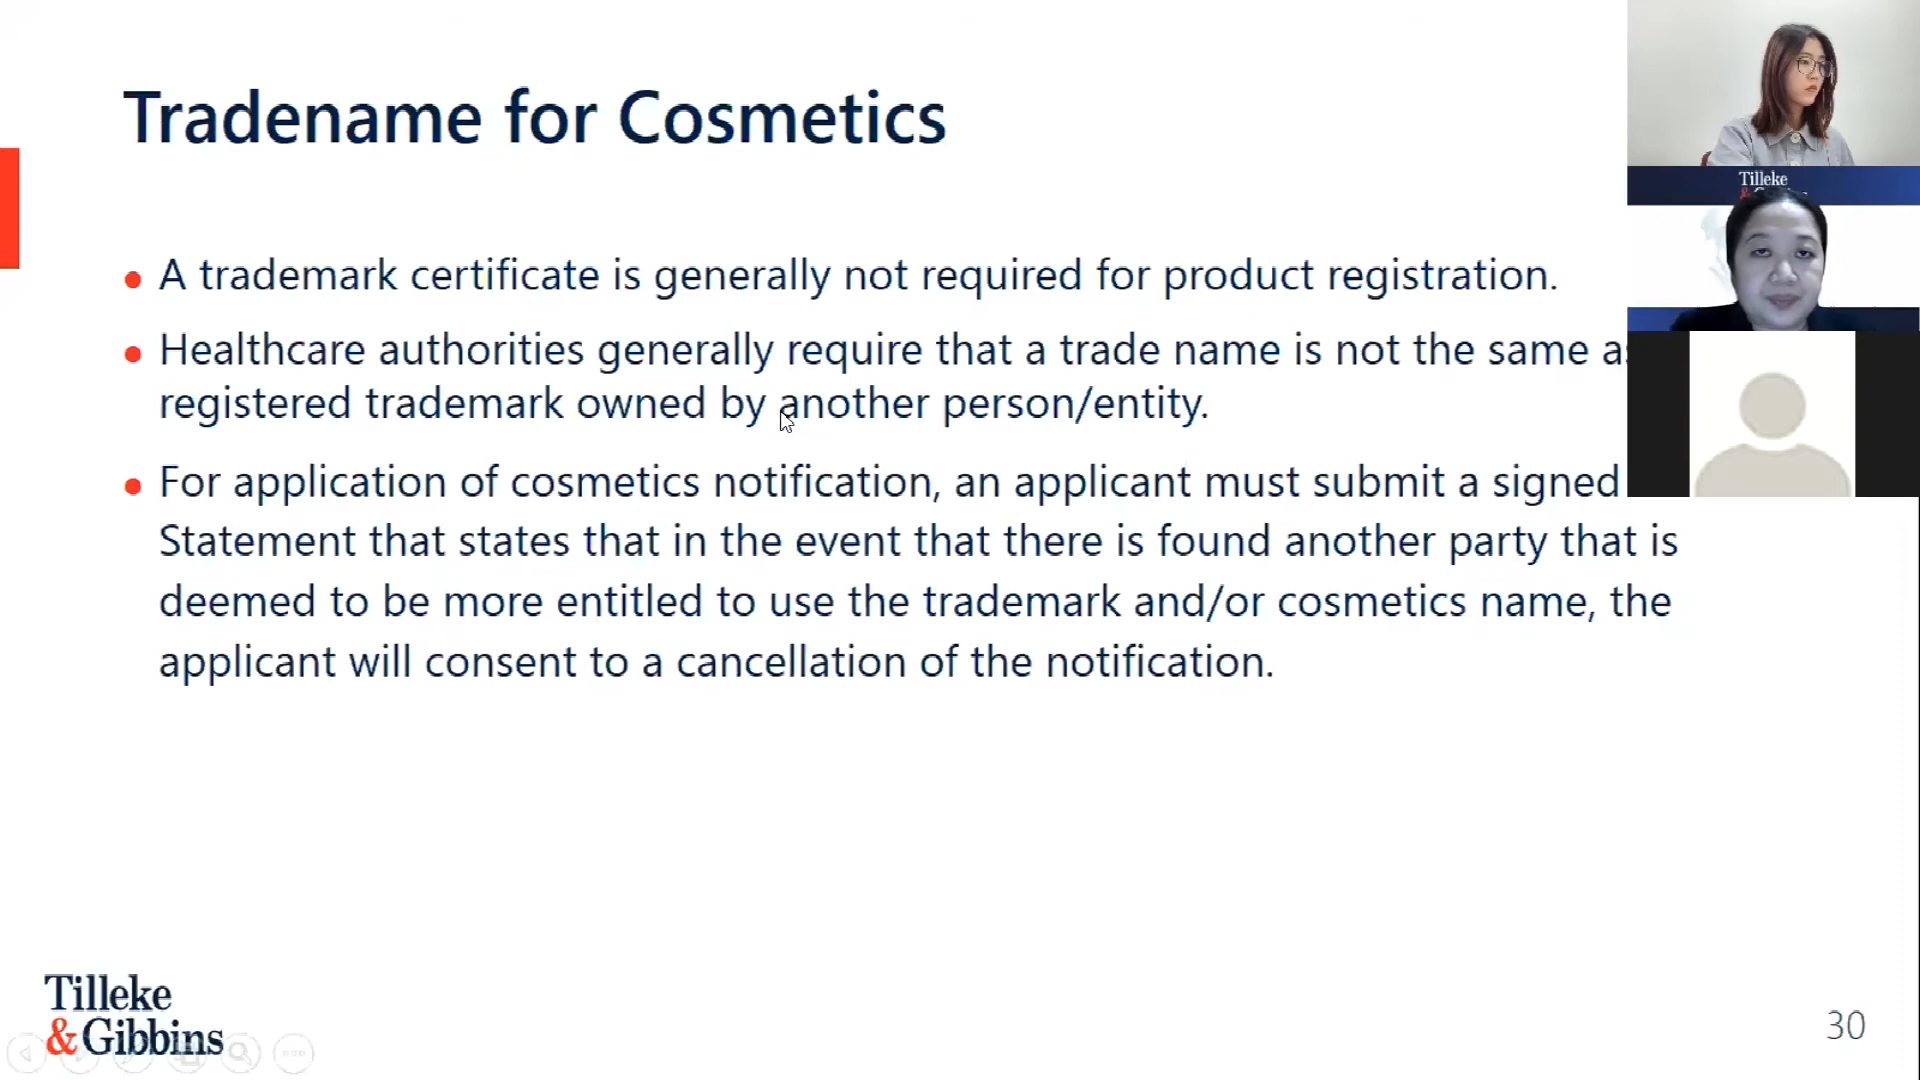 Tradename for Cosmetics
A trademark certificate is generally not required for product registration.
Healthcare authorities generally require that a trade name is not the same
registered trademark owned by another person/entity.
For application of cosmetics notification, an applicant must submit a signed
Statement that states that in the event that there is found another party that is
deemed to be more entitled to use the trademark and/or cosmetics name, the
applicant will consent to a cancellation of the notification.
Tilleke
Tilleke
&Gibbins
30